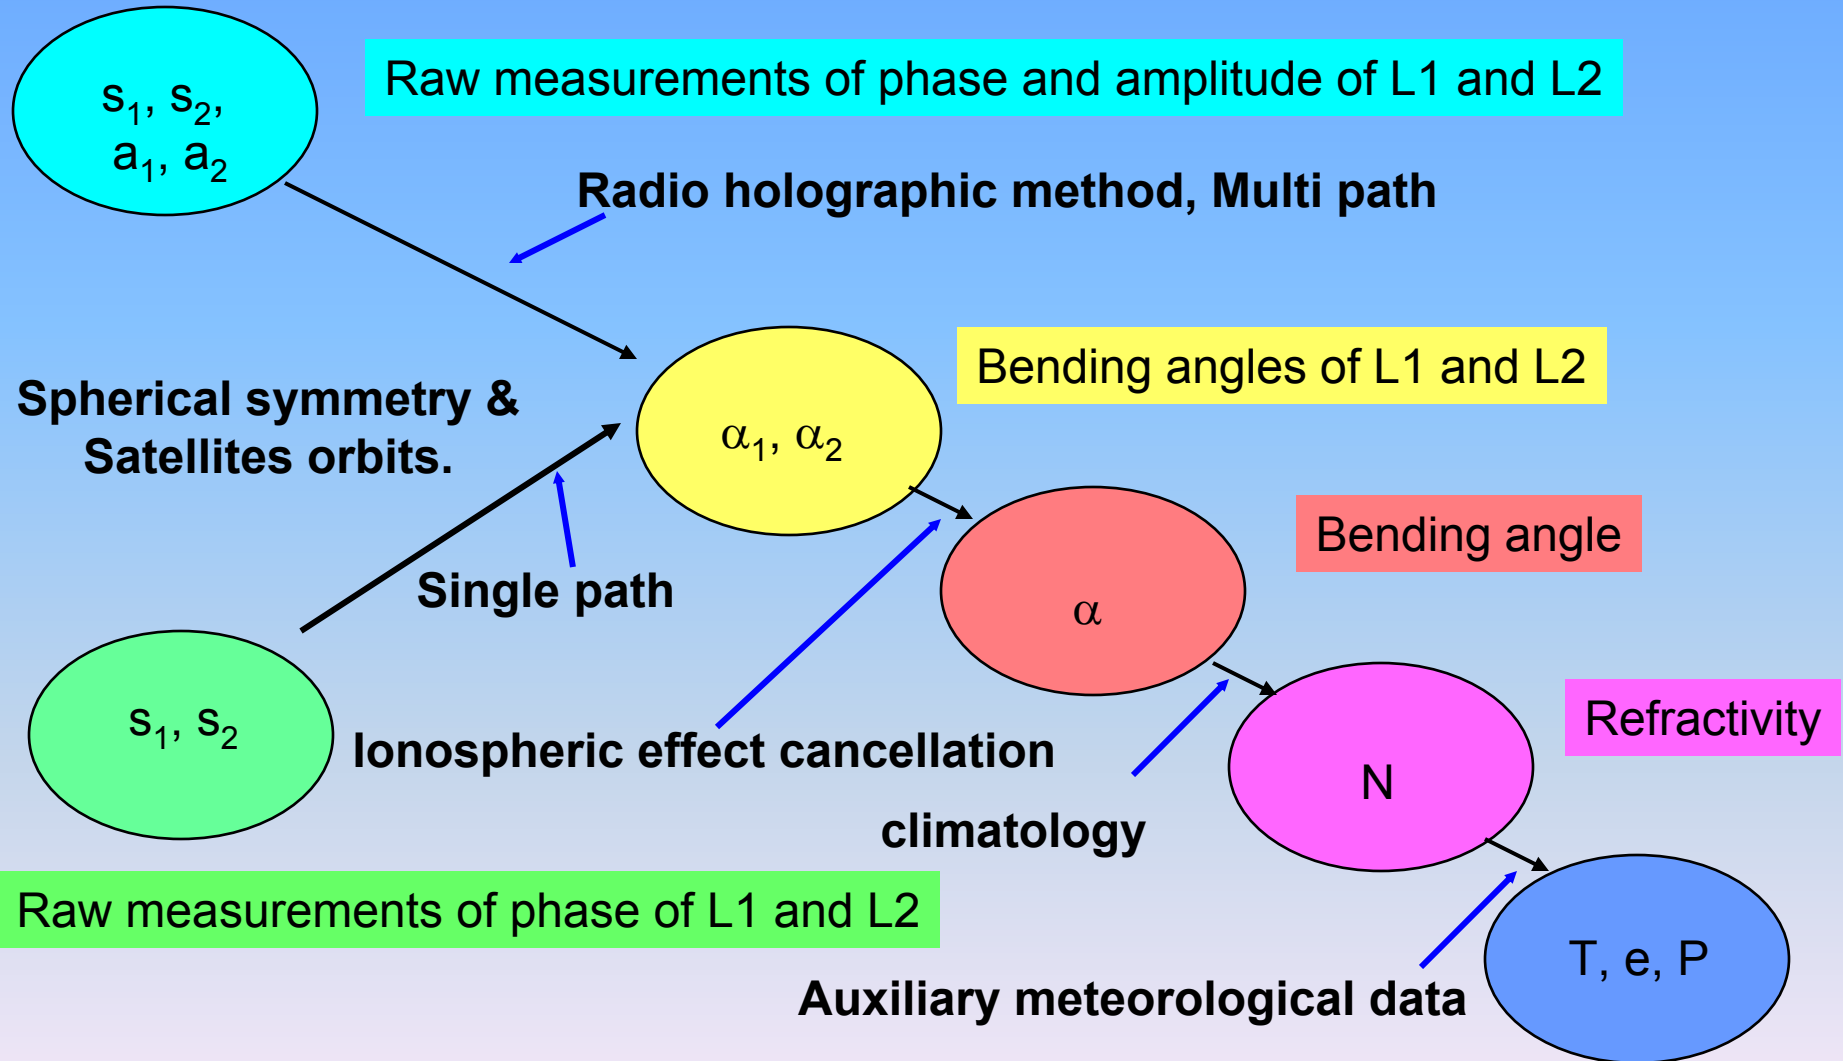 s₁, s₂,
a₁, a₂
Raw measurements of phase and amplitude of L1 and L2
Radio holographic method, Multi path
Spherical symmetry &
Satellites orbits.
α₁, α₂
Bending angles of L1 and L2
Single path
α
Bending angle
s₁, s₂
Ionospheric effect cancellation
N
Refractivity
climatology
Raw measurements of phase of L1 and L2
T, e, P
Auxiliary meteorological data